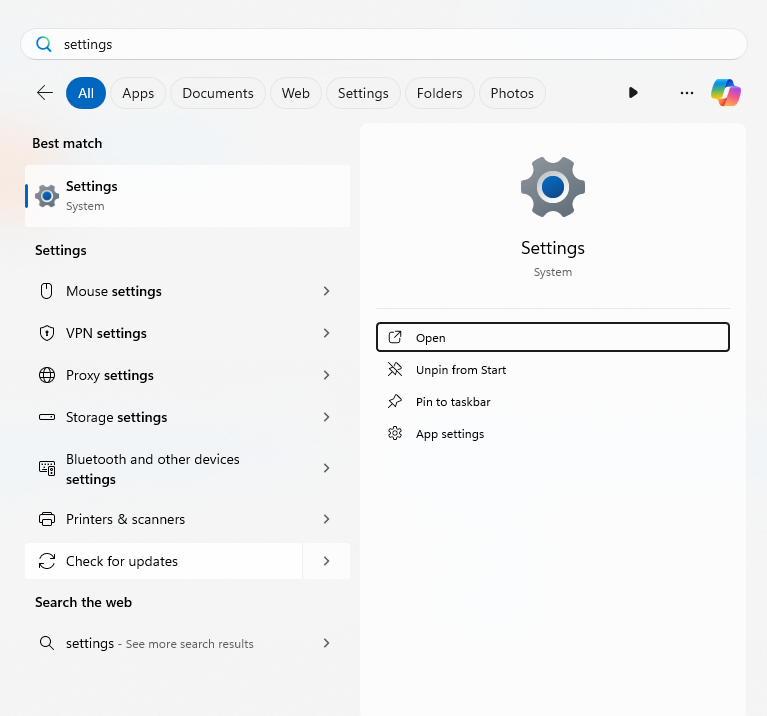 settings
All
Apps
Documents
Web
Settings
Folders
Photos
Best match
Settings
System
Settings
Mouse settings
VPN settings
Proxy settings
Storage settings
Bluetooth and other devices
settings
Printers & scanners
Check for updates
Search the web
settings - See more search results
Settings
System
Open
Unpin from Start
Pin to taskbar
App settings